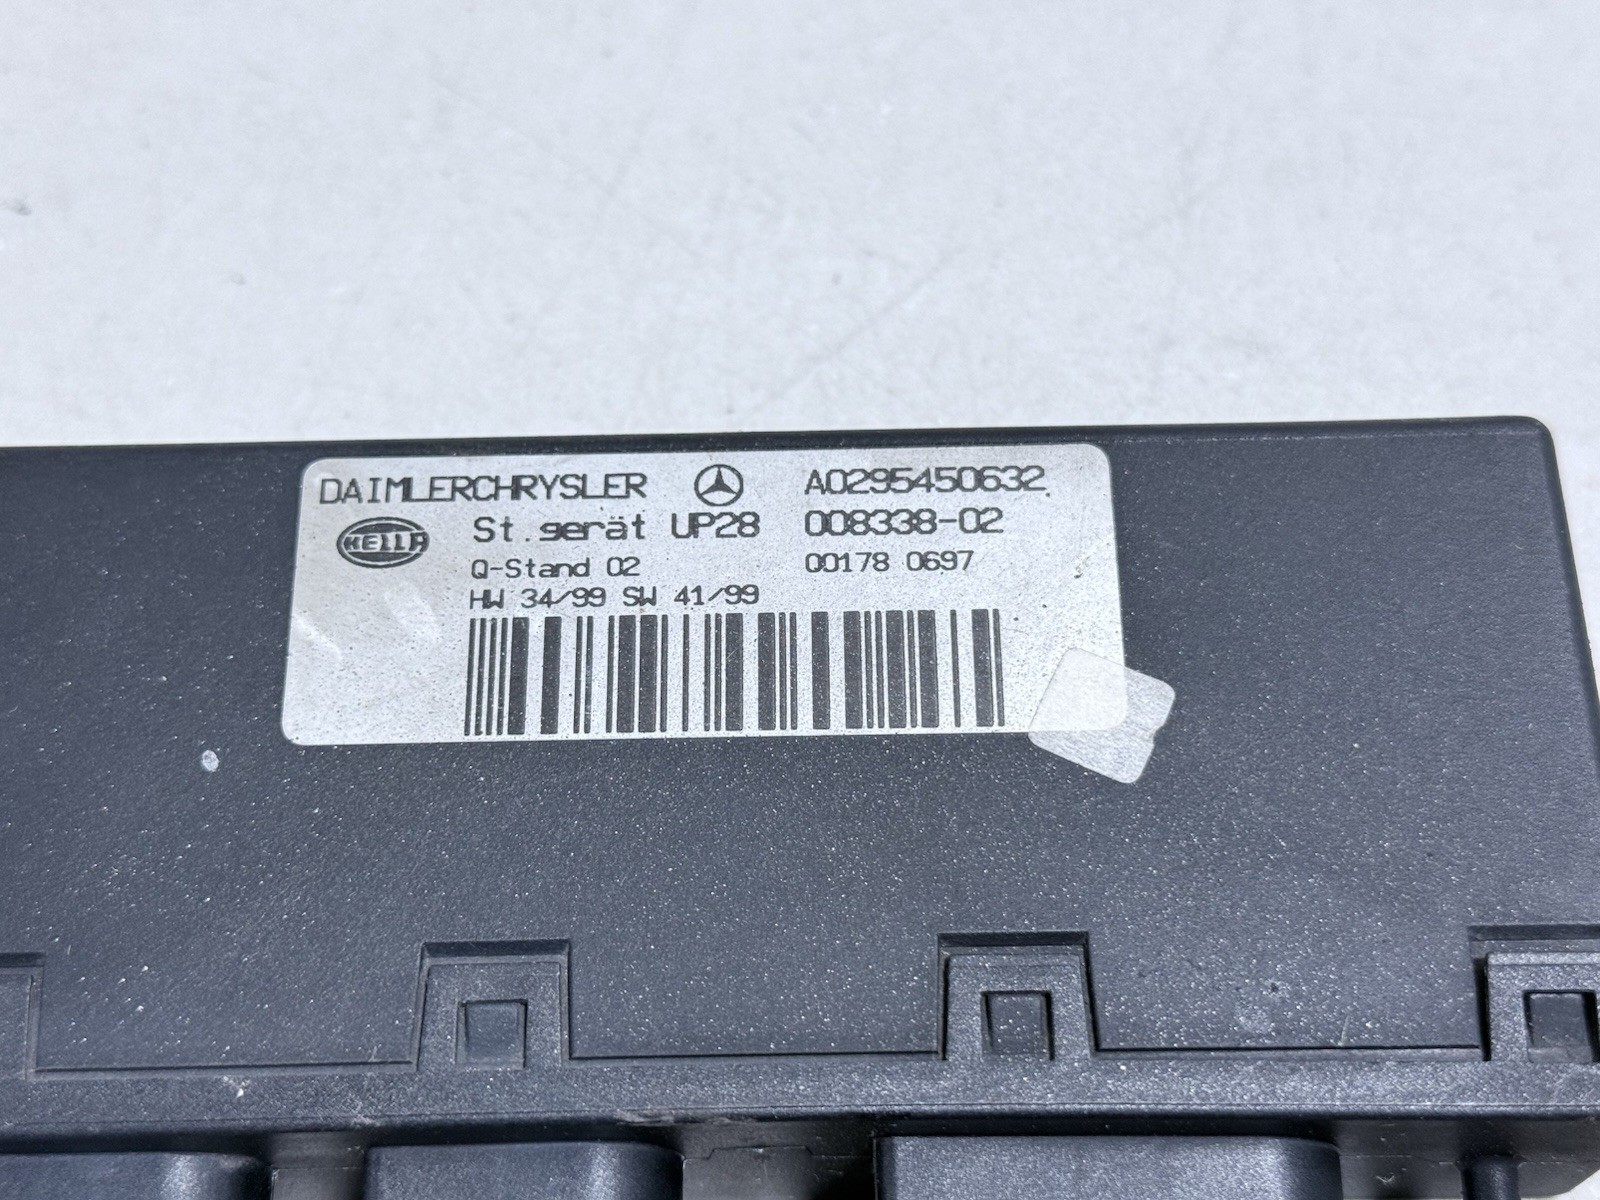 DAIMLERCHRYSLER A0295450632
HELLA St.gerät UP28 008338-02
Q-Stand 02 00178 0697
HW 34/99 SW 41/99